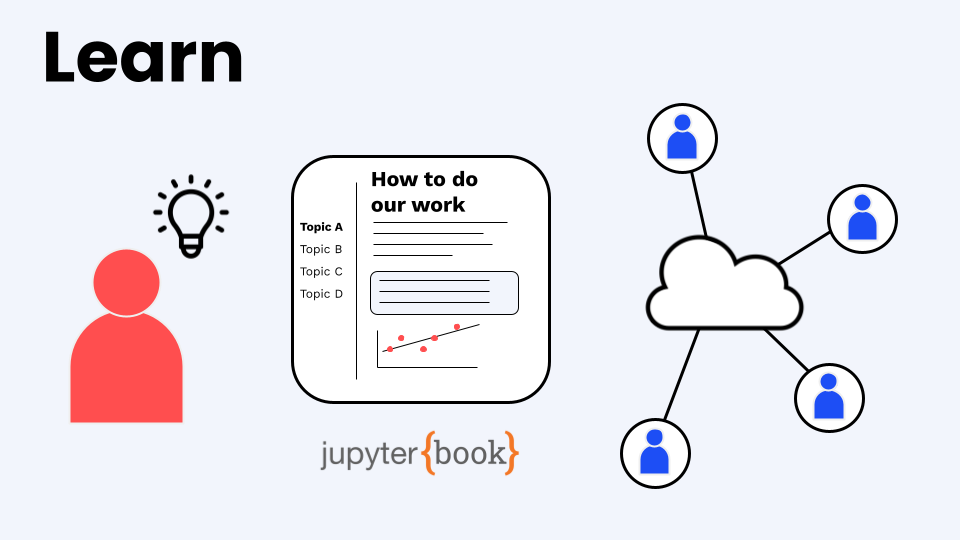 Learn
How to do
our work
Topic A
Topic B
Topic C
Topic D
jupyter{book}